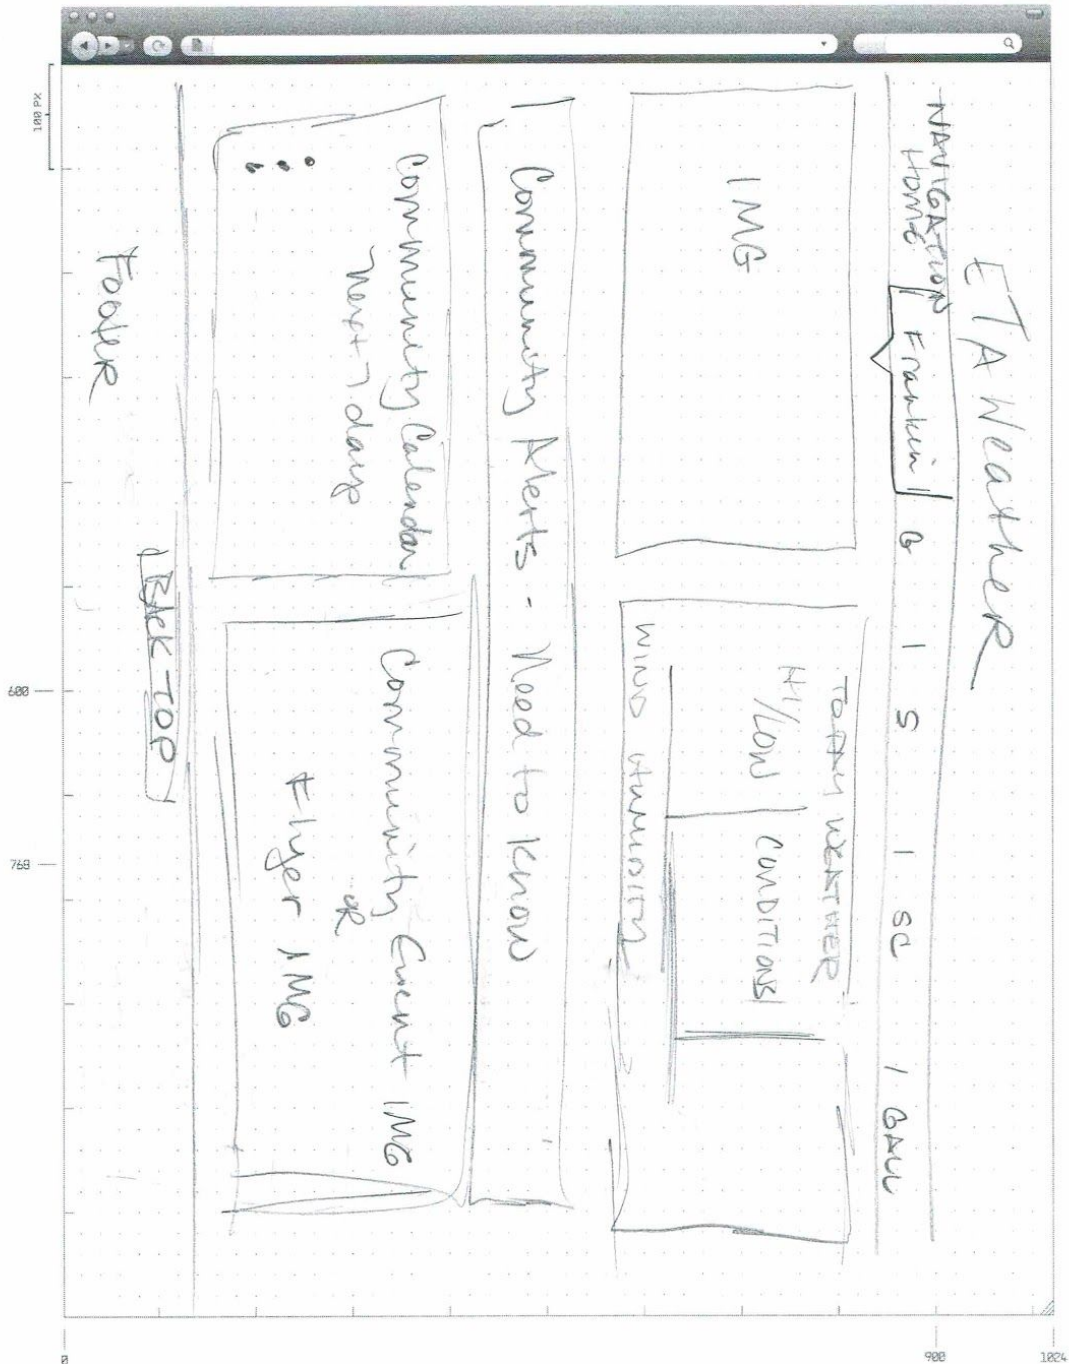 ETA Weather
NAVIGATION
Home | Franklin | G | S | SC | GALL
IMG
TODAY WEATHER
HI/LOW
CONDITIONS
WIND HUMIDITY
Community Alerts - Need to know
Community Calendar
Next 7 days
Community Event IMG
OR
Flyer IMG
BACK TOP
FooteR
100 PX
600
768
0
900
1024